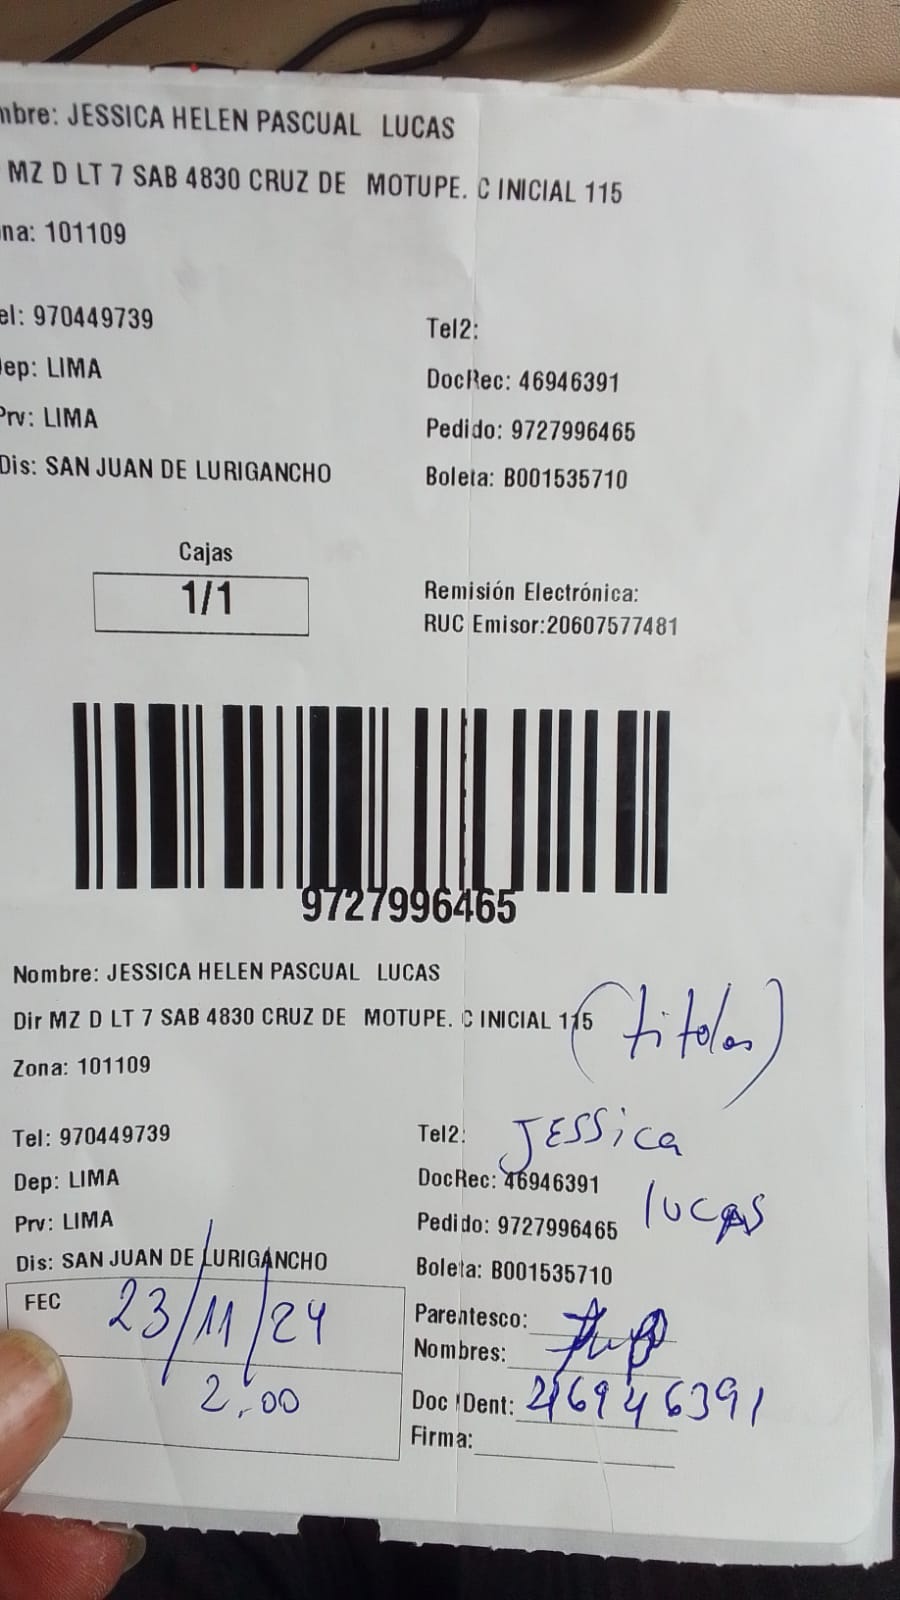 mbre: JESSICA HELEN PASCUAL LUCAS
MZ D LT 7 SAB 4830 CRUZ DE MOTUPE. C INICIAL 115
na: 101109
el: 970449739
Tel2:
ep: LIMA
DocRec: 46946391
Prv: LIMA
Pedido: 9727996465
Dis: SAN JUAN DE LURIGANCHO
Boleta: B001535710
Cajas
1/1
Remisión Electrónica:
RUC Emisor:20607577481
9727996465
Nombre: JESSICA HELEN PASCUAL LUCAS
Dir MZ D LT 7 SAB 4830 CRUZ DE MOTUPE. C INICIAL 115
Zona: 101109
Tel: 970449739
Tel2: JESSica
Dep: LIMA
DocRec: 46946391
lucas
Prv: LIMA
Pedido: 9727996465
Dis: SAN JUAN DE LURIGANCHO
Boleta: B001535710
FEC 23/11/24
Parentesco:
Nombres:
2.00
Doc Ident: 46946391
Firma: